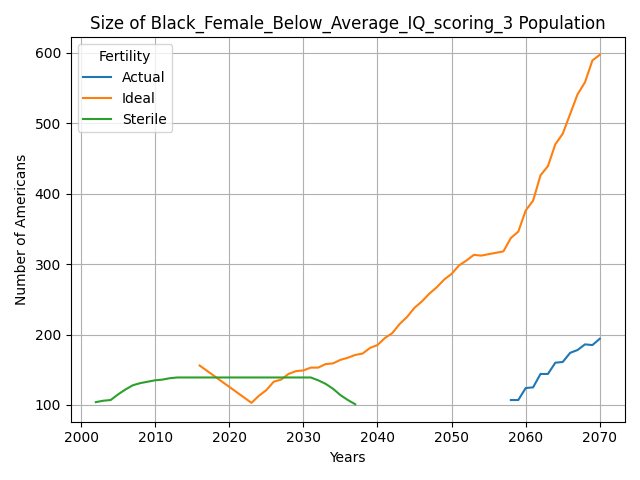 Size of Black_Female_Below_Average_IQ_scoring_3 Population
Number of Americans
600
500
400
300
200
100
Fertility
Actual
Ideal
Sterile
2000 2010 2020 2030 2040 2050 2060 2070
Years